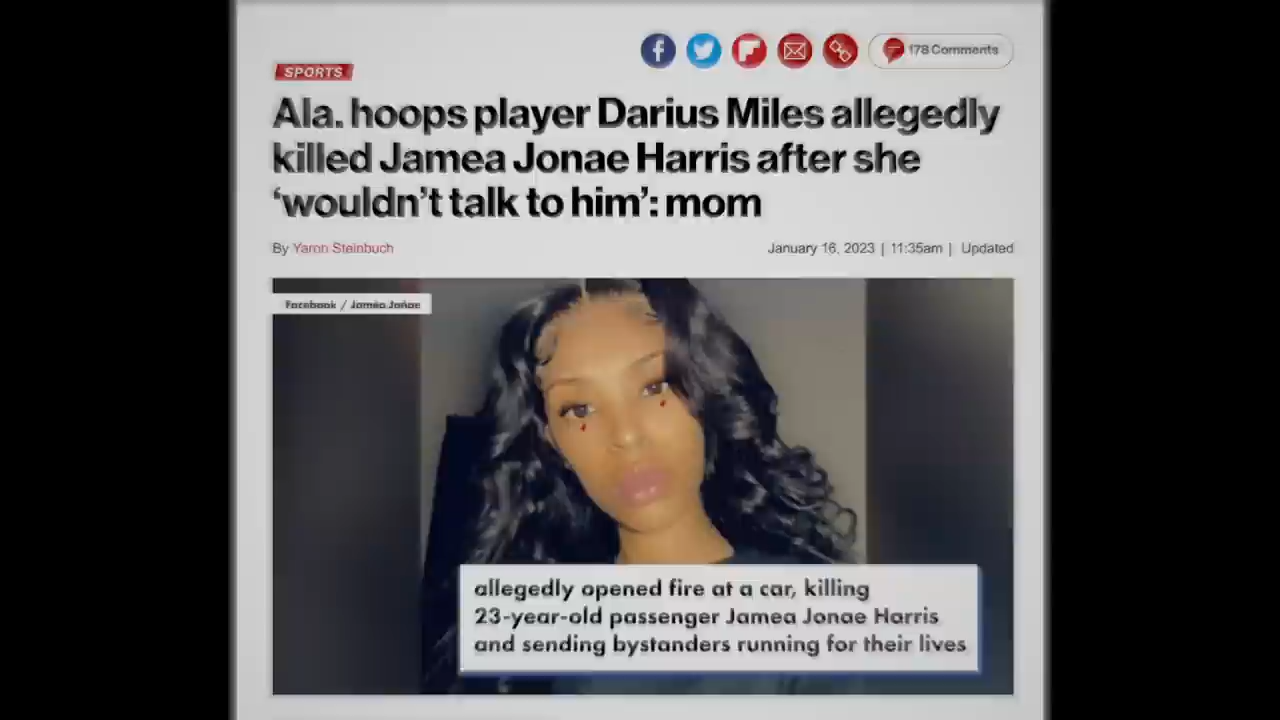 178 Comments
SPORTS
Ala. hoops player Darius Miles allegedly
killed Jamea Jonae Harris after she
‘wouldn’t talk to him’: mom
By Yaron Steinbuch
January 16, 2023 | 11:35am | Updated
Facebook / Jaméa Joňae
allegedly opened fire at a car, killing
23-year-old passenger Jamea Jonae Harris
and sending bystanders running for their lives